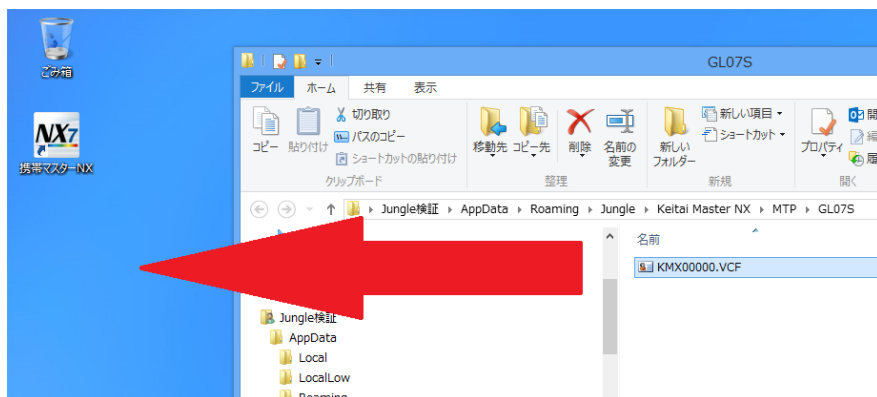 ごみ箱
NX7
携帯マスターNX
GL07S
ファイル ホーム 共有 表示
コピー 貼り付け 切り取り
パスのコピー
ショートカットの貼り付け
クリップボード
移動先 コピー先 削除 名前の変更
整理
新しいフォルダー 新しい項目
ショートカット
新規
プロパティ 開
編
履
開く
Jungle検証 AppData Roaming Jungle Keitai Master NX MTP GL07S
名前
KMX00000.VCF
Jungle検証
AppData
Local
LocalLow
Roaming